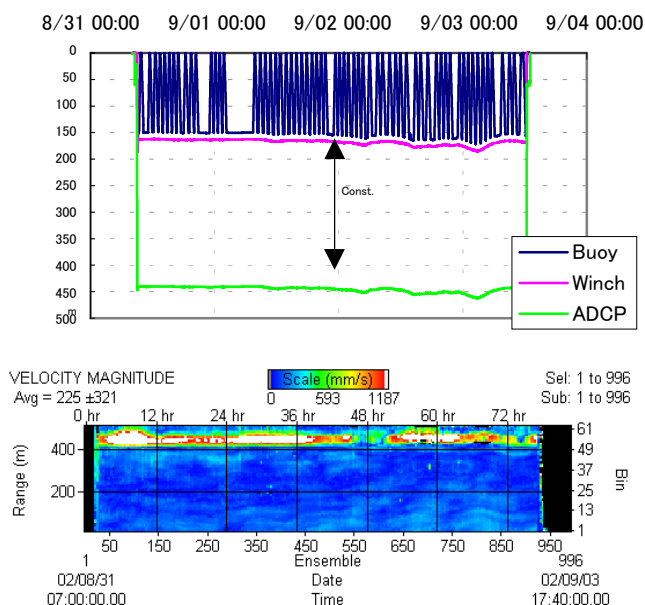 8/31 00:00 9/01 00:00 9/02 00:00 9/03 00:00 9/04 00:00
0
50
100
150
200
250
300
350
400
450
m
500
Const.
Buoy
Winch
ADCP
VELOCITY MAGNITUDE
Avg = 225 ±321
Scale (mm/s)
0 593 1187
Sel: 1 to 996
Sub: 1 to 996
0 hr 12 hr 24 hr 36 hr 48 hr 60 hr 72 hr
Range (m)
400
200
61
49
37
25
13
1
Bin
50 150 250 350 450 550 650 750 850 950
1 Ensemble 996
02/08/31 Date 02/09/03
07:00:00.00 Time 17:40:00.00